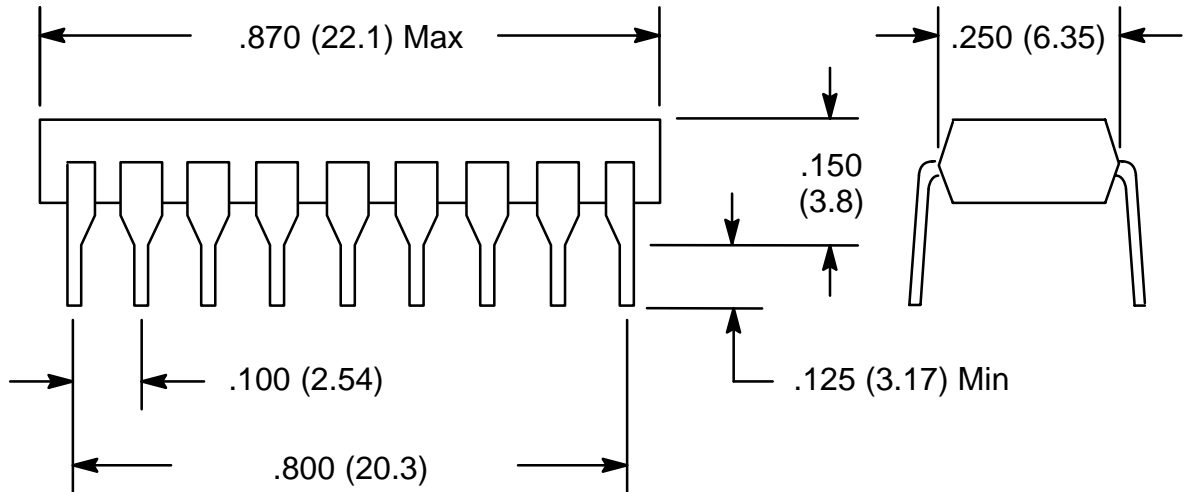 .870 (22.1) Max
.250 (6.35)
.150
(3.8)
.100 (2.54)
.125 (3.17) Min
.800 (20.3)